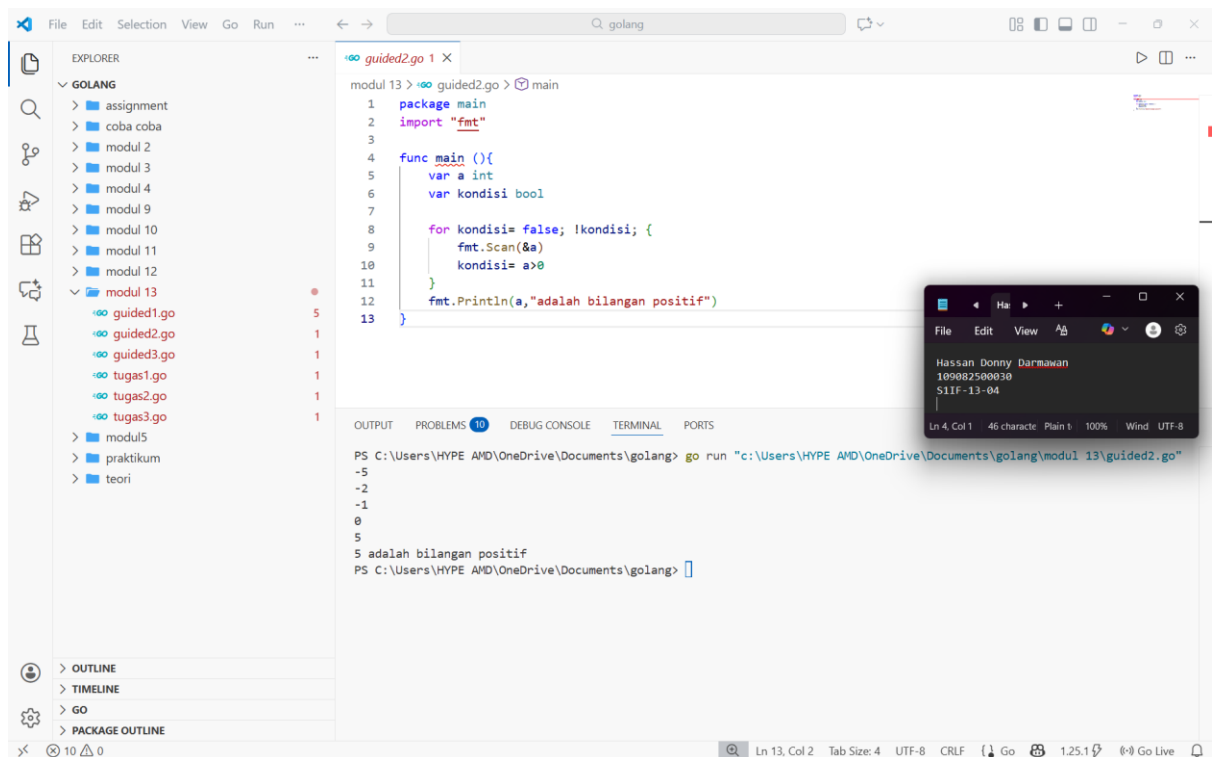 File Edit Selection View Go Run ... golang
EXPLORER ...
GOLANG
assignment
coba coba
modul 2
modul 3
modul 4
modul 9
modul 10
modul 11
modul 12
modul 13
guided1.go 5
guided2.go 1
guided3.go 1
tugas1.go 1
tugas2.go 1
tugas3.go 1
modul5
praktikum
teori
OUTLINE
TIMELINE
GO
PACKAGE OUTLINE
GO guided2.go 1
modul 13 > GO guided2.go > main
1 package main
2 import "fmt"
3
4 func main (){
5 var a int
6 var kondisi bool
7
8 for kondisi= false; !kondisi; {
9 fmt.Scan(&a)
10 kondisi= a>0
11 }
12 fmt.Println(a,"adalah bilangan positif")
13 }
Ha
File Edit View
Hassan Donny Darmawan
109082500030
S1IF-13-04
Ln 4, Col 1 46 characte Plain t 100% Wind UTF-8
OUTPUT PROBLEMS 10 DEBUG CONSOLE TERMINAL PORTS
PS C:\Users\HYPE AMD\OneDrive\Documents\golang> go run "c:\Users\HYPE AMD\OneDrive\Documents\golang\modul 13\guided2.go"
-5
-2
-1
0
5
5 adalah bilangan positif
PS C:\Users\HYPE AMD\OneDrive\Documents\golang>
10 0 Ln 13, Col 2 Tab Size: 4 UTF-8 CRLF Go 1.25.1 Go Live